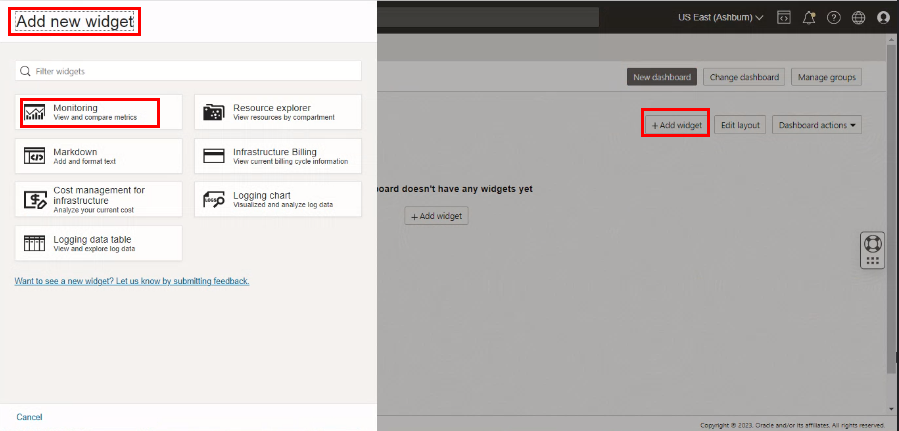 Add new widget
US East (Ashburn)
Filter widgets
New dashboard
Change dashboard
Manage groups
Monitoring
View and compare metrics
Resource explorer
View resources by compartment
+ Add widget
Edit layout
Dashboard actions
Markdown
Add and format text
Infrastructure Billing
View current billing cycle information
Cost management for
infrastructure
Analyze your current cost
Logging chart
Visualized and analyze log data
doesn't have any widgets yet
+ Add widget
Logging data table
View and explore log data
Want to see a new widget? Let us know by submitting feedback.
Cancel
Copyright © 2023, Oracle and/or its affiliates. All rights reserved.